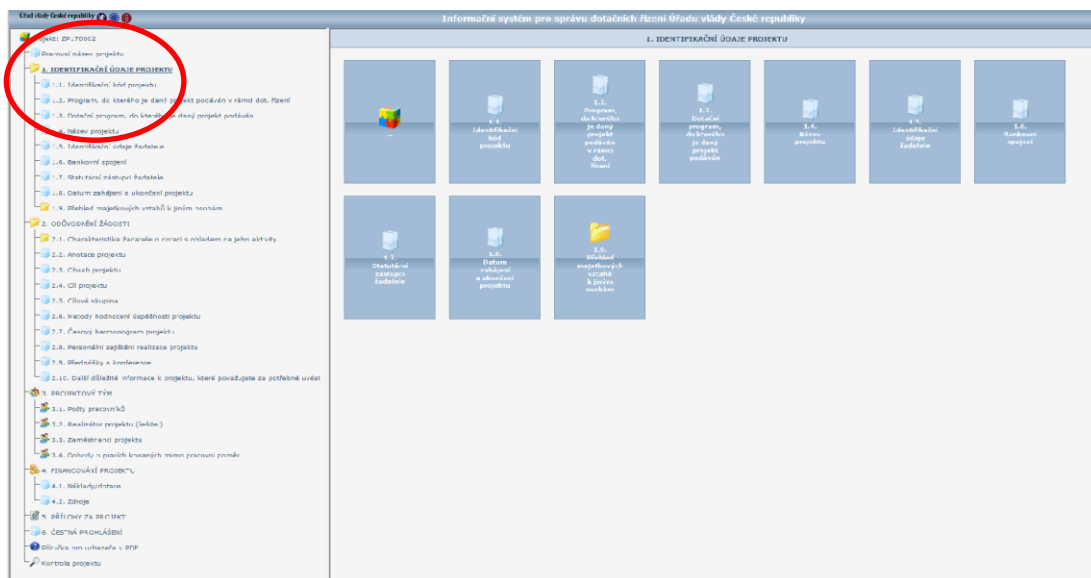 Úřad vlády České republiky
Informační systém pro správu dotačních řízení Úřadu vlády České republiky
Projekt: ZP170002
Pracovní název projektu
1. IDENTIFIKAČNÍ ÚDAJE PROJEKTU
1.1. Identifikační kód projektu
1.2. Program, do kterého je daný projekt podáván v rámci dot. řízení
1.3. Dotační program, do kterého je daný projekt podáván
1.4. Název projektu
1.5. Identifikační údaje žadatele
1.6. Bankovní spojení
1.7. Statutární zástupci žadatele
1.8. Datum zahájení a ukončení projektu
1.9. Přehled majetkových vztahů k jiným osobám
2. ODŮVODNĚNÍ ŽÁDOSTI
2.1. Charakteristika žadatele o dotaci s ohledem na jeho aktivity
2.2. Anotace projektu
2.3. Obsah projektu
2.4. Cíl projektu
2.5. Cílová skupina
2.6. Metody hodnocení úspěšnosti projektu
2.7. Časový harmonogram projektu
2.8. Personální zajištění realizace projektu
2.9. Přednášky a konference
2.10. Další důležité informace k projektu, které považujete za potřebné uvést
3. PROJEKTOVÝ TÝM
3.1. Počty pracovníků
3.2. Realizátor projektu (řešitel)
3.3. Zaměstnanci projektu
3.4. Dohody o pracích konaných mimo pracovní poměr
4. FINANCOVÁNÍ PROJEKTU
4.1. Náklady/dotace
4.2. Zdroje
5. PŘÍLOHY ZA PROJEKT
6. ČESTNÁ PROHLÁŠENÍ
Příručka pro uchazeče v PDF
Kontrola projektu
1. IDENTIFIKAČNÍ ÚDAJE PROJEKTU
..
1.1.
Identifikační
kód
projektu
1.2.
Program,
do kterého
je daný
projekt
podáván
v rámci
dot.
řízení
1.3.
Dotační
program,
do kterého
je daný
projekt
podáván
1.4.
Název
projektu
1.5.
Identifikační
údaje
žadatele
1.6.
Bankovní
spojení
1.7.
Statutární
zástupci
žadatele
1.8.
Datum
zahájení
a ukončení
projektu
1.9.
Přehled
majetkových
vztahů
k jiným
osobám